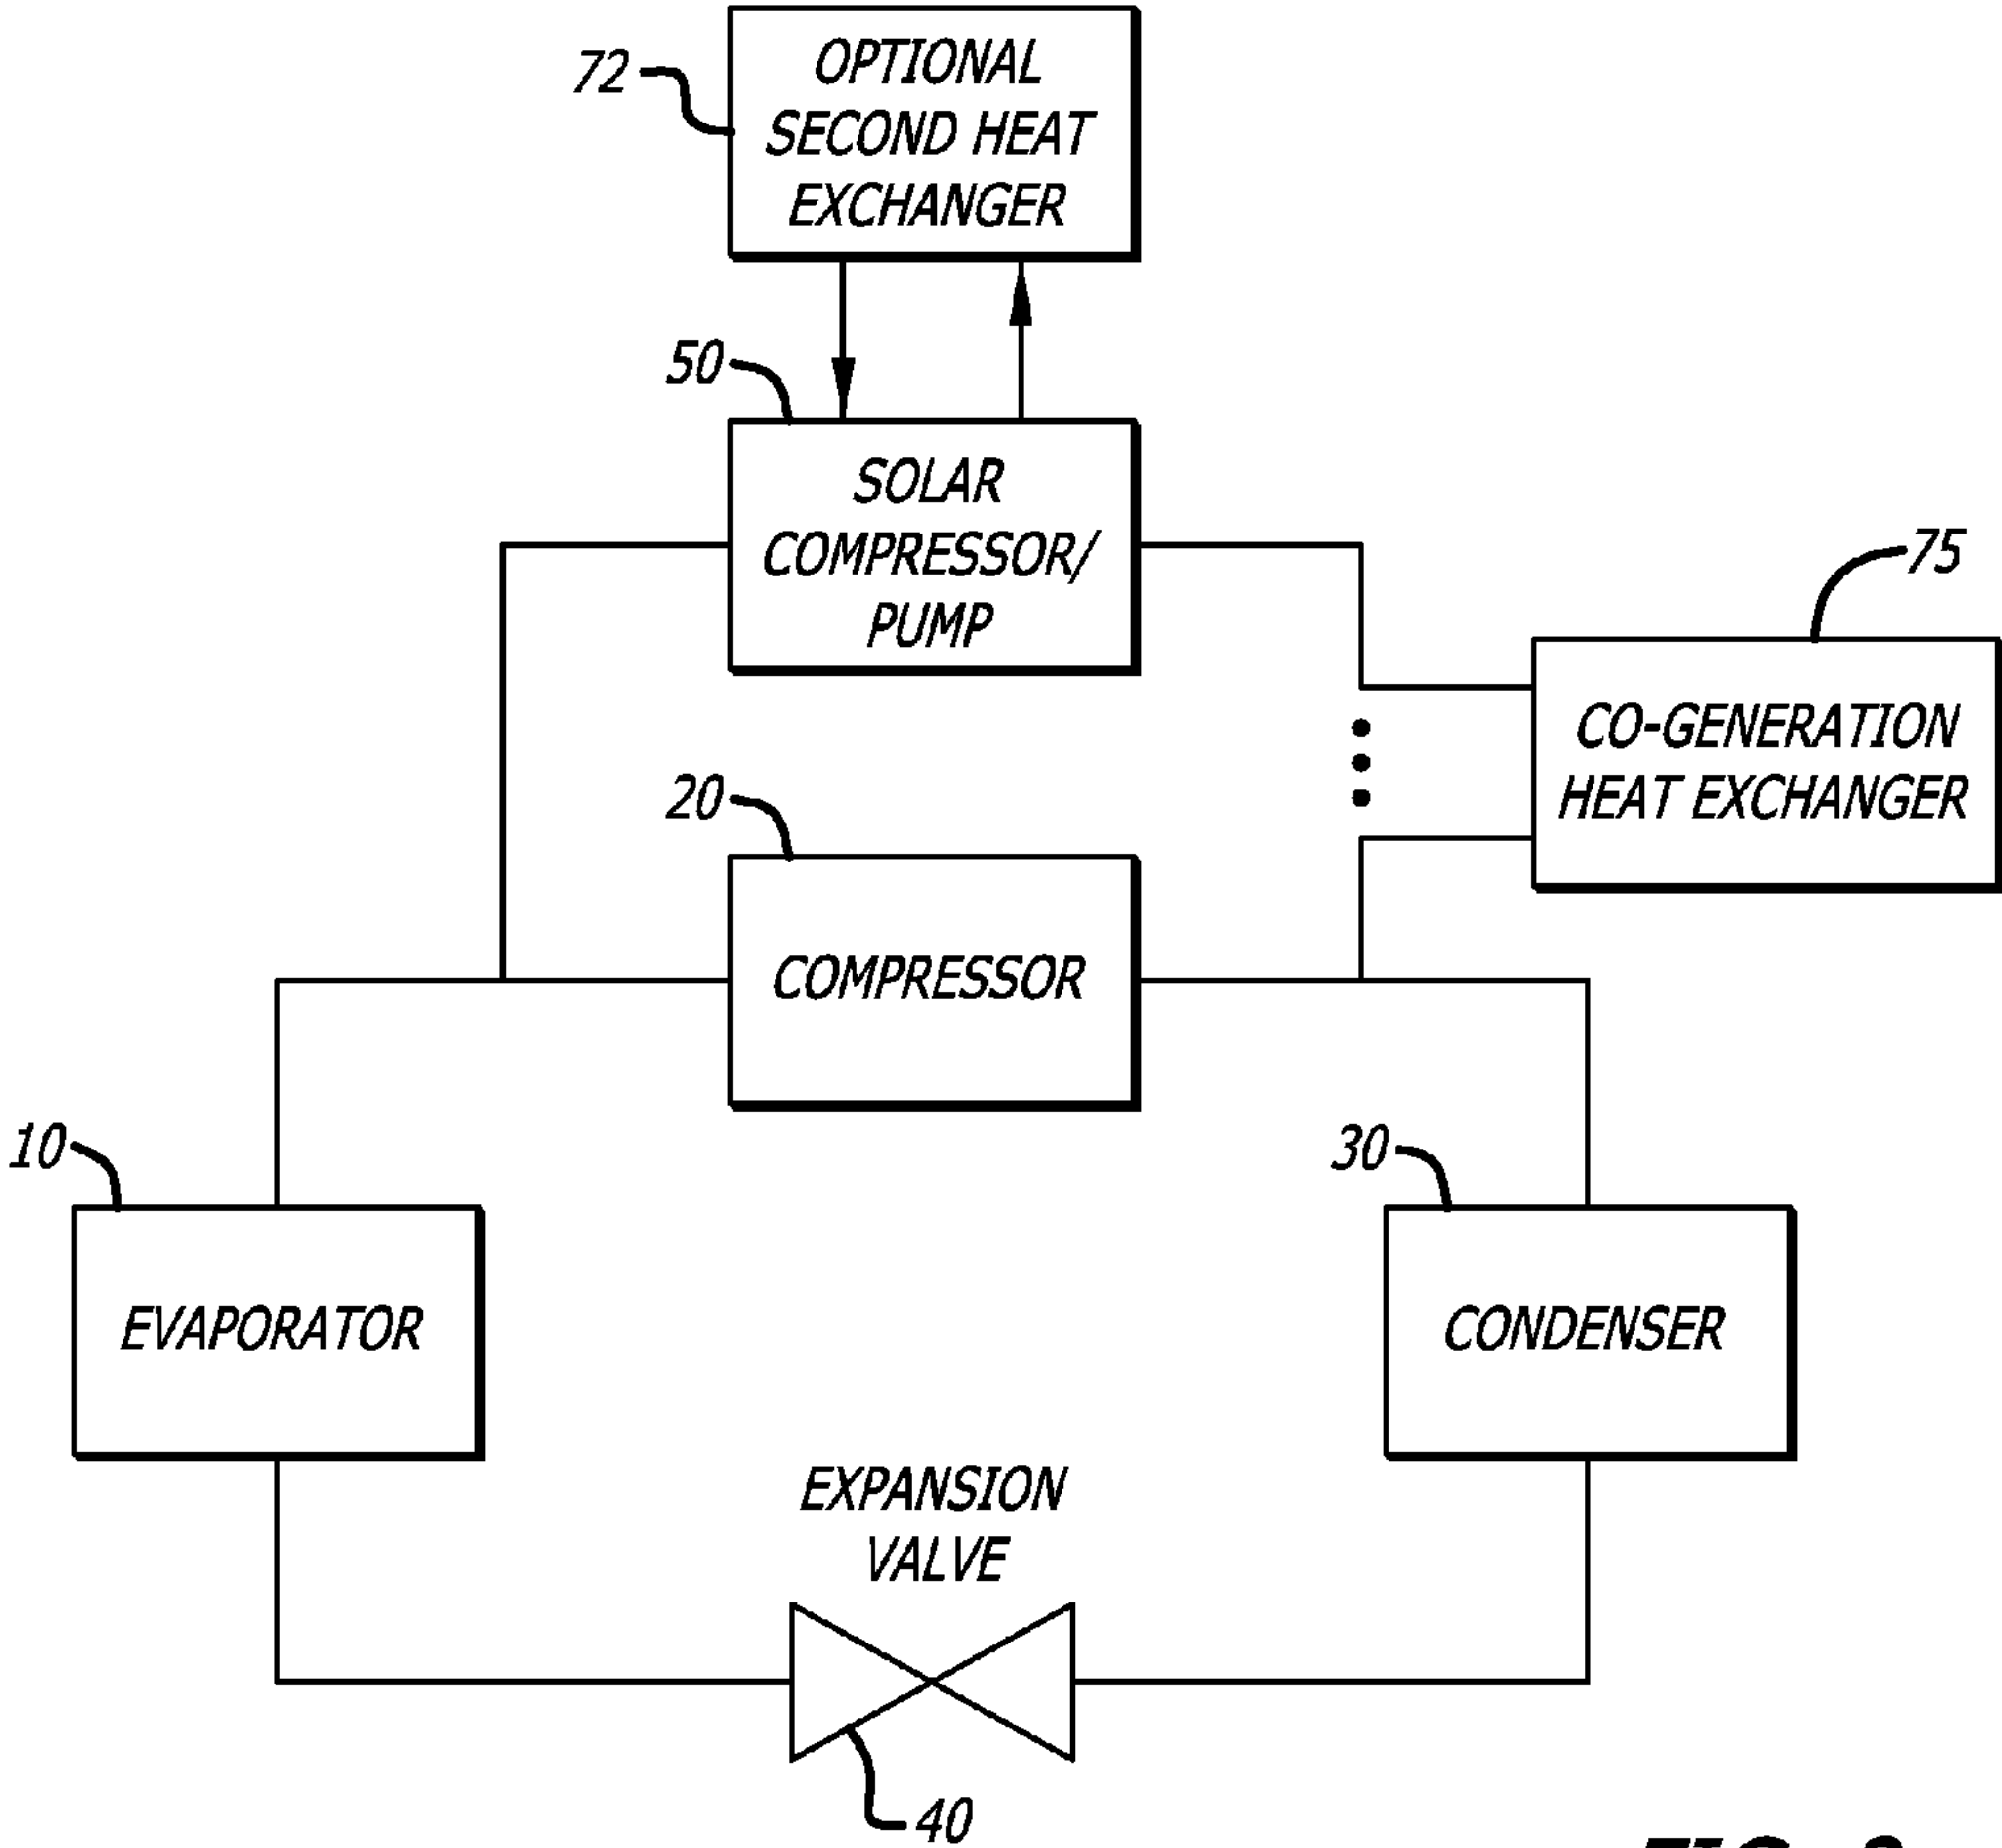 72
OPTIONAL
SECOND HEAT
EXCHANGER
50
SOLAR
COMPRESSOR/
PUMP
75
CO-GENERATION
HEAT EXCHANGER
20
COMPRESSOR
10
EVAPORATOR
30
CONDENSER
EXPANSION
VALVE
40